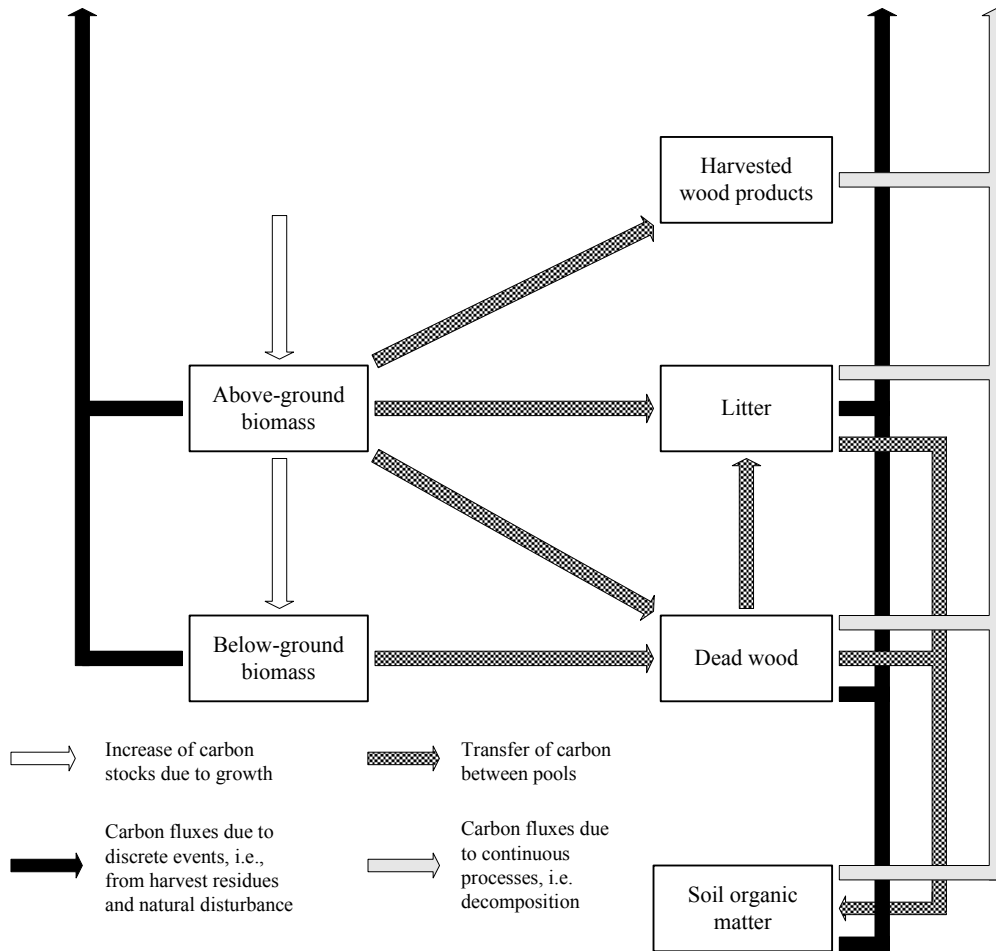 Harvested
wood products
Above-ground
biomass
Litter
Below-ground
biomass
Dead wood
Increase of carbon
stocks due to growth
Transfer of carbon
between pools
Carbon fluxes due to
discrete events, i.e.,
from harvest residues
and natural disturbance
Carbon fluxes due
to continuous
processes, i.e.
decomposition
Soil organic
matter